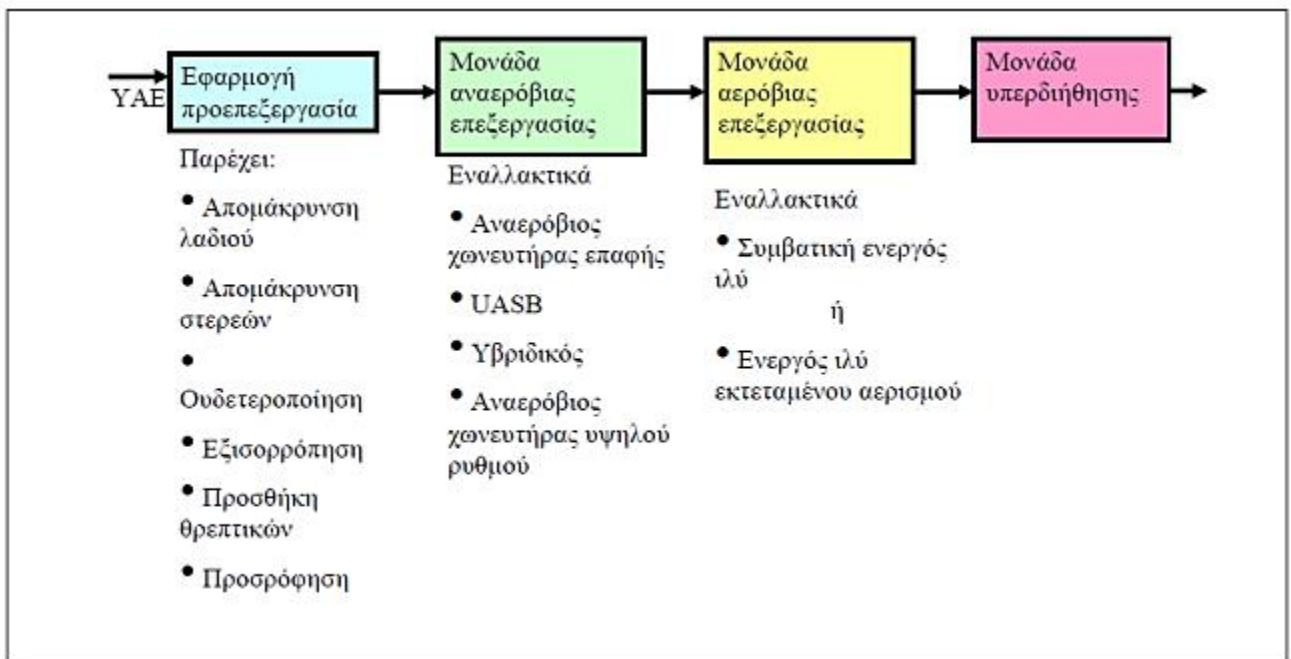 ΥΑΕ
Εφαρμογή
προεπεξεργασία
Παρέχει:
• Απομάκρυνση
λαδιού
• Απομάκρυνση
στερεών
•
Ουδετεροποίηση
• Εξισορρόπηση
• Προσθήκη
θρεπτικών
• Προσρόφηση
Μονάδα
αναερόβιας
επεξεργασίας
Εναλλακτικά
• Αναερόβιος
χωνευτήρας επαφής
• UASB
• Υβριδικός
• Αναερόβιος
χωνευτήρας υψηλού
ρυθμού
Μονάδα
αερόβιας
επεξεργασίας
Εναλλακτικά
• Συμβατική ενεργός
ιλύ
ή
• Ενεργός ιλύ
εκτεταμένου αερισμού
Μονάδα
υπερδιήθησης